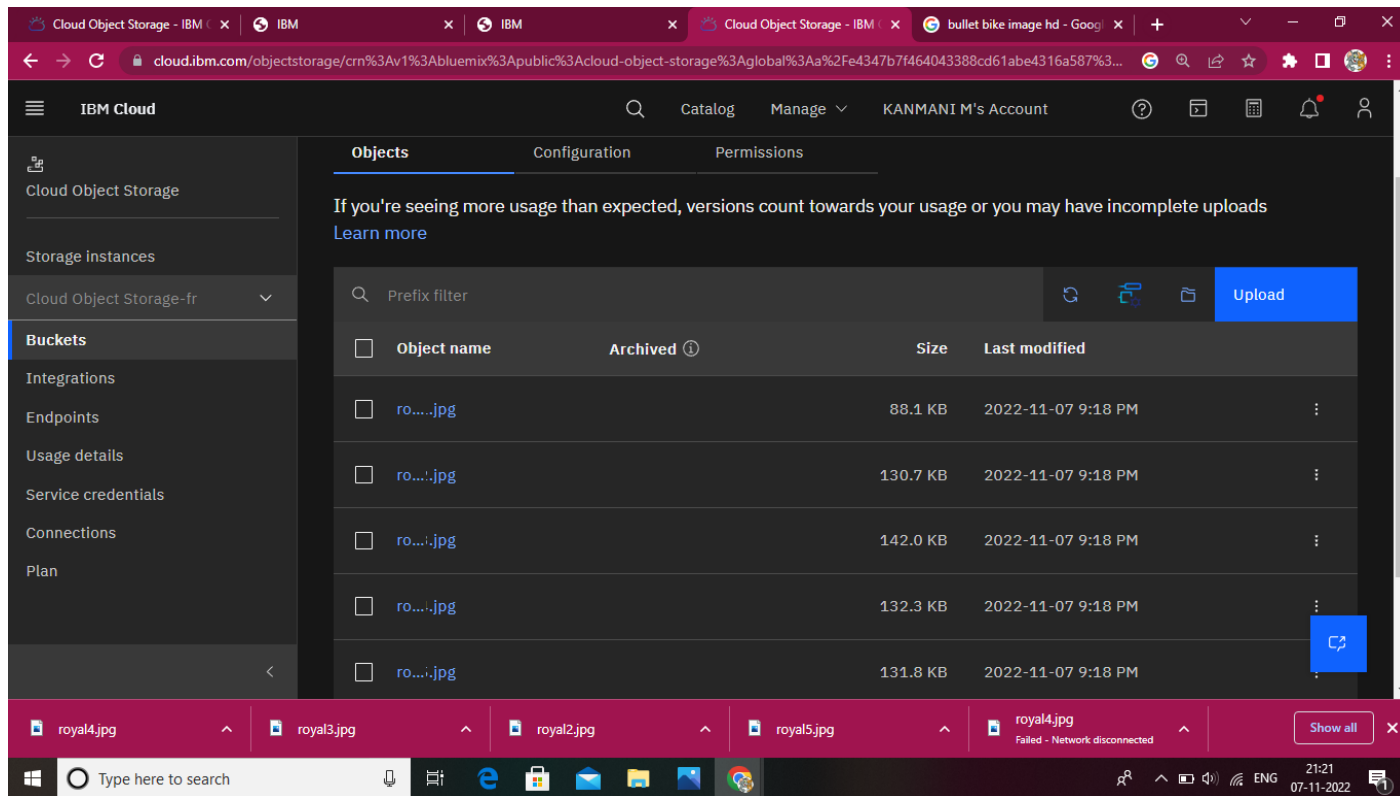 Cloud Object Storage - IBM C
IBM
IBM
Cloud Object Storage - IBM C
bullet bike image hd - Googl
cloud.ibm.com/objectstorage/crn%3Av1%3Abluemix%3Apublic%3Acloud-object-storage%3Aglobal%3Aa%2Fe4347b7f464043388cd61abe4316a587%3...
IBM Cloud
Catalog
Manage
KANMANI M's Account
Cloud Object Storage
Storage instances
Cloud Object Storage-fr
Buckets
Integrations
Endpoints
Usage details
Service credentials
Connections
Plan
Objects
Configuration
Permissions
If you're seeing more usage than expected, versions count towards your usage or you may have incomplete uploads
Learn more
Prefix filter
Upload
Object name Archived Size Last modified
ro.....jpg 88.1 KB 2022-11-07 9:18 PM
130.7 KB 2022-11-07 9:18 PM
142.0 KB 2022-11-07 9:18 PM
132.3 KB 2022-11-07 9:18 PM
131.8 KB 2022-11-07 9:18 PM
royal4.jpg
royal3.jpg
royal2.jpg
royal5.jpg
royal4.jpg
Failed - Network disconnected
Show all
Type here to search
ENG
21:21
07-11-2022
1